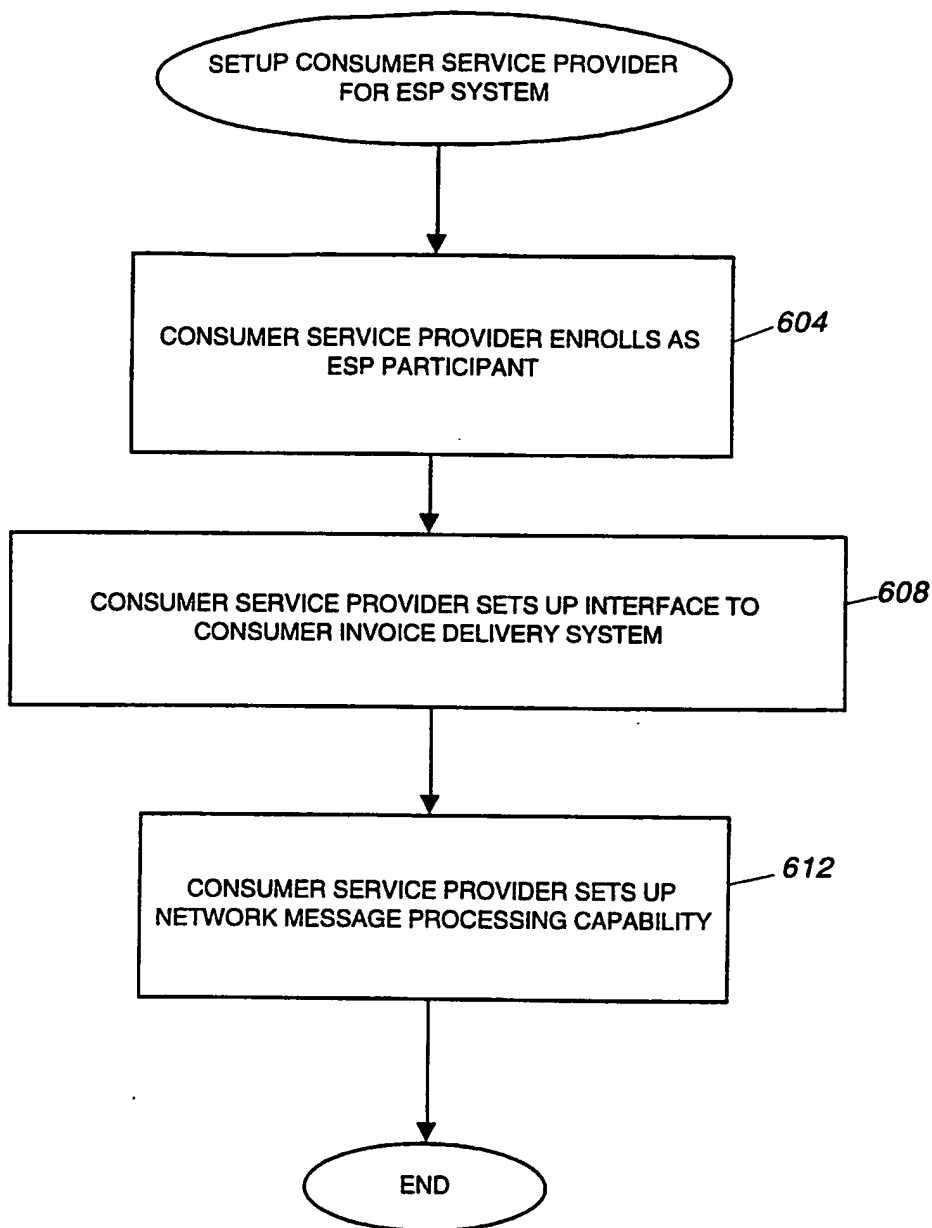 SETUP CONSUMER SERVICE PROVIDER
FOR ESP SYSTEM
CONSUMER SERVICE PROVIDER ENROLLS AS
ESP PARTICIPANT
604
CONSUMER SERVICE PROVIDER SETS UP INTERFACE TO
CONSUMER INVOICE DELIVERY SYSTEM
608
CONSUMER SERVICE PROVIDER SETS UP
NETWORK MESSAGE PROCESSING CAPABILITY
612
END